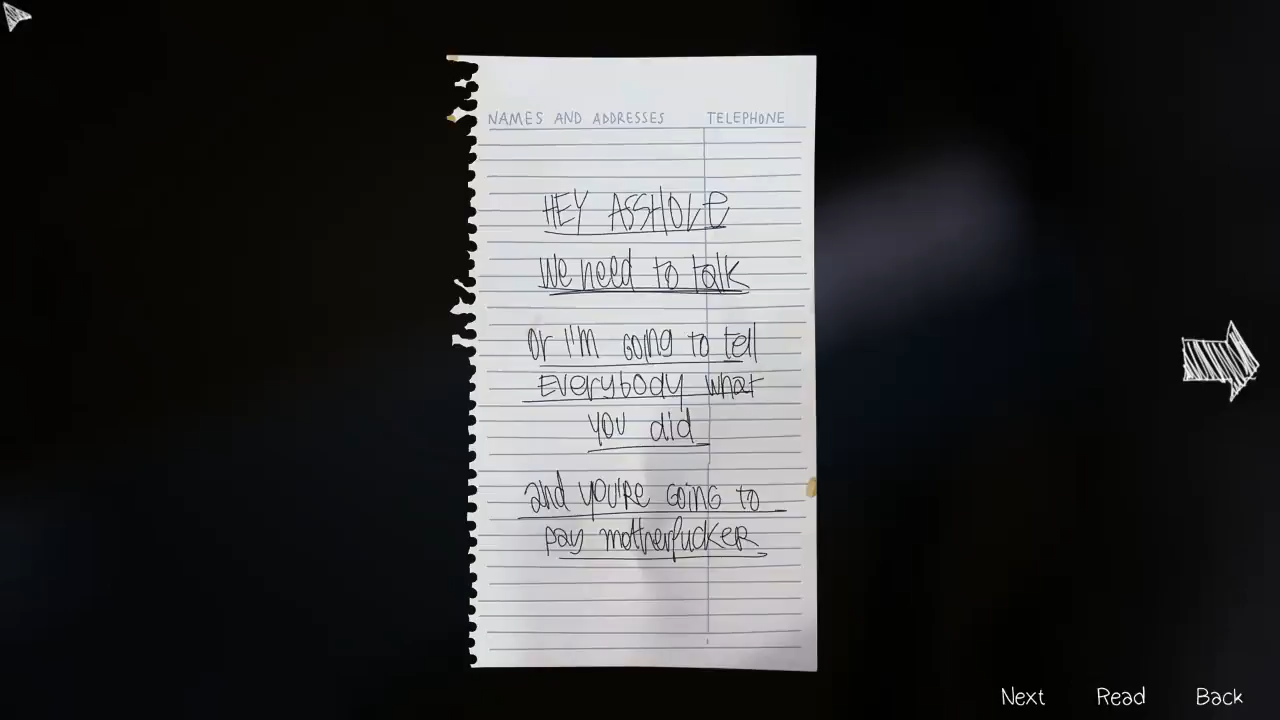 NAMES AND ADDRESSES TELEPHONE
HEY ASSHOLe
We need to talk
Or I'm going to tell
Everybody what
you did
and you're going to
pay motherfucker
Next Read Back